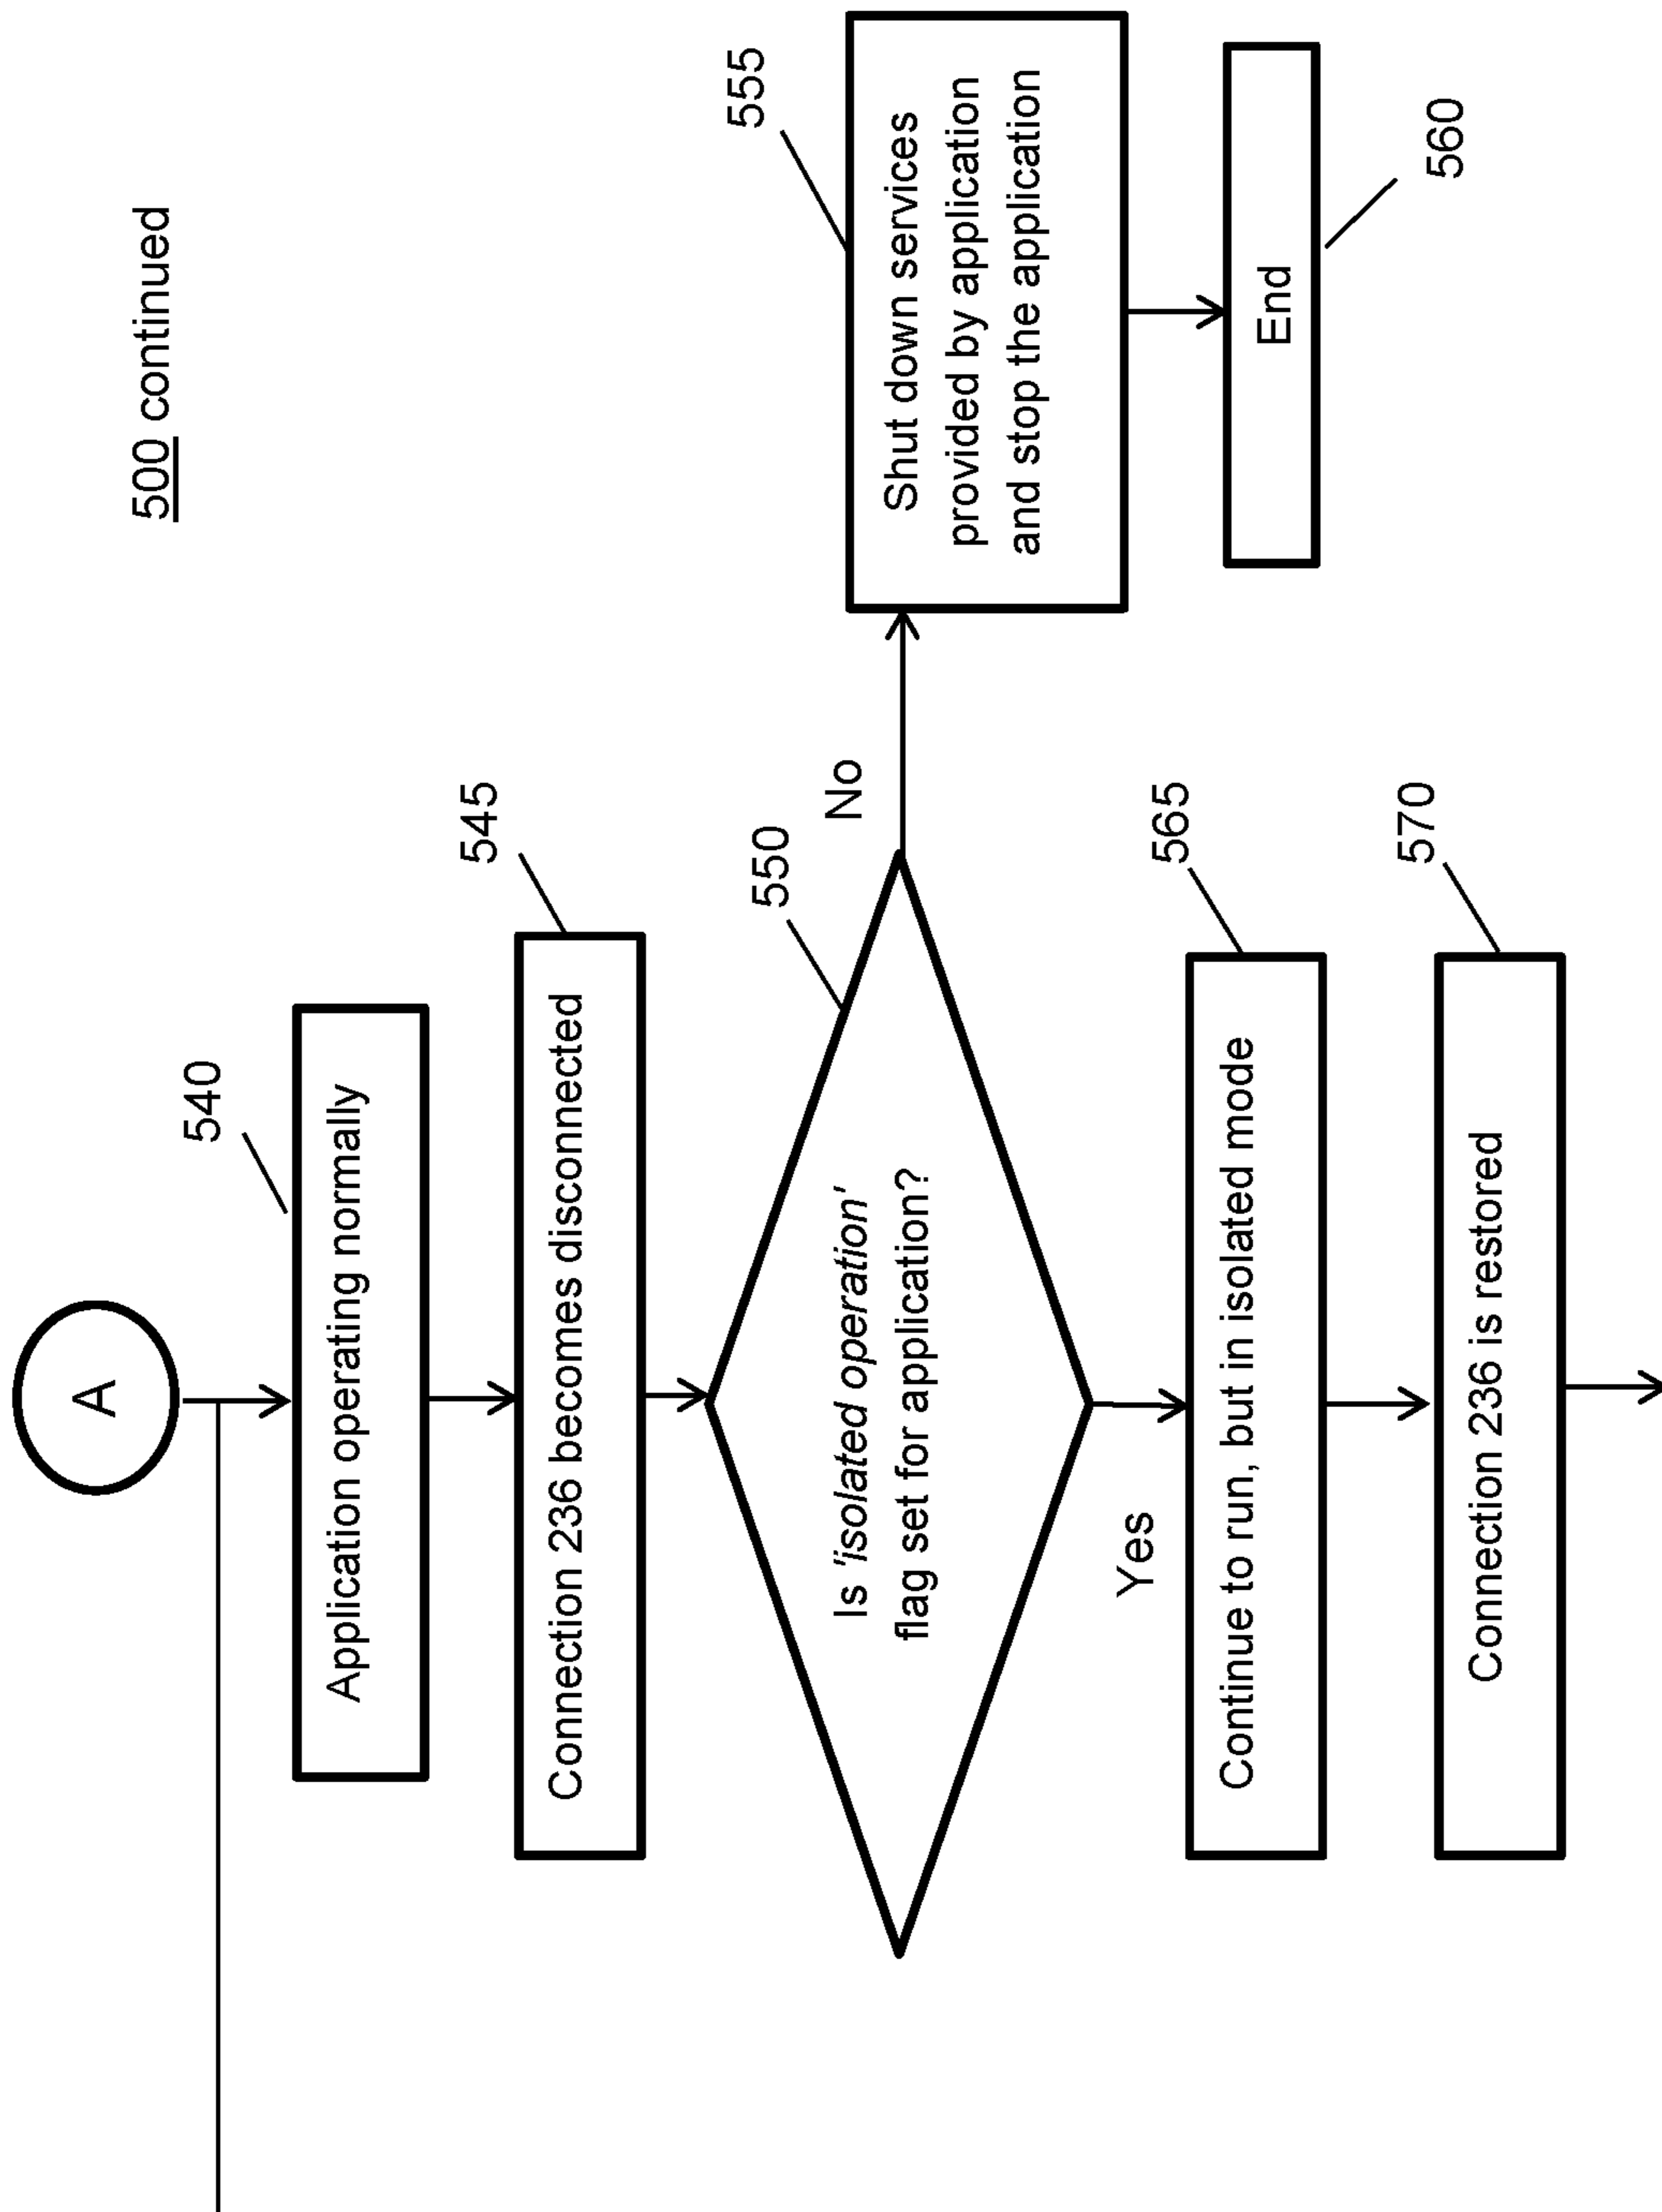 500 continued
A
540
Application operating normally
545
Connection 236 becomes disconnected
550
Is 'isolated operation'
flag set for application?
No
555
Shut down services
provided by application
and stop the application
End
560
Yes
565
Continue to run, but in isolated mode
570
Connection 236 is restored